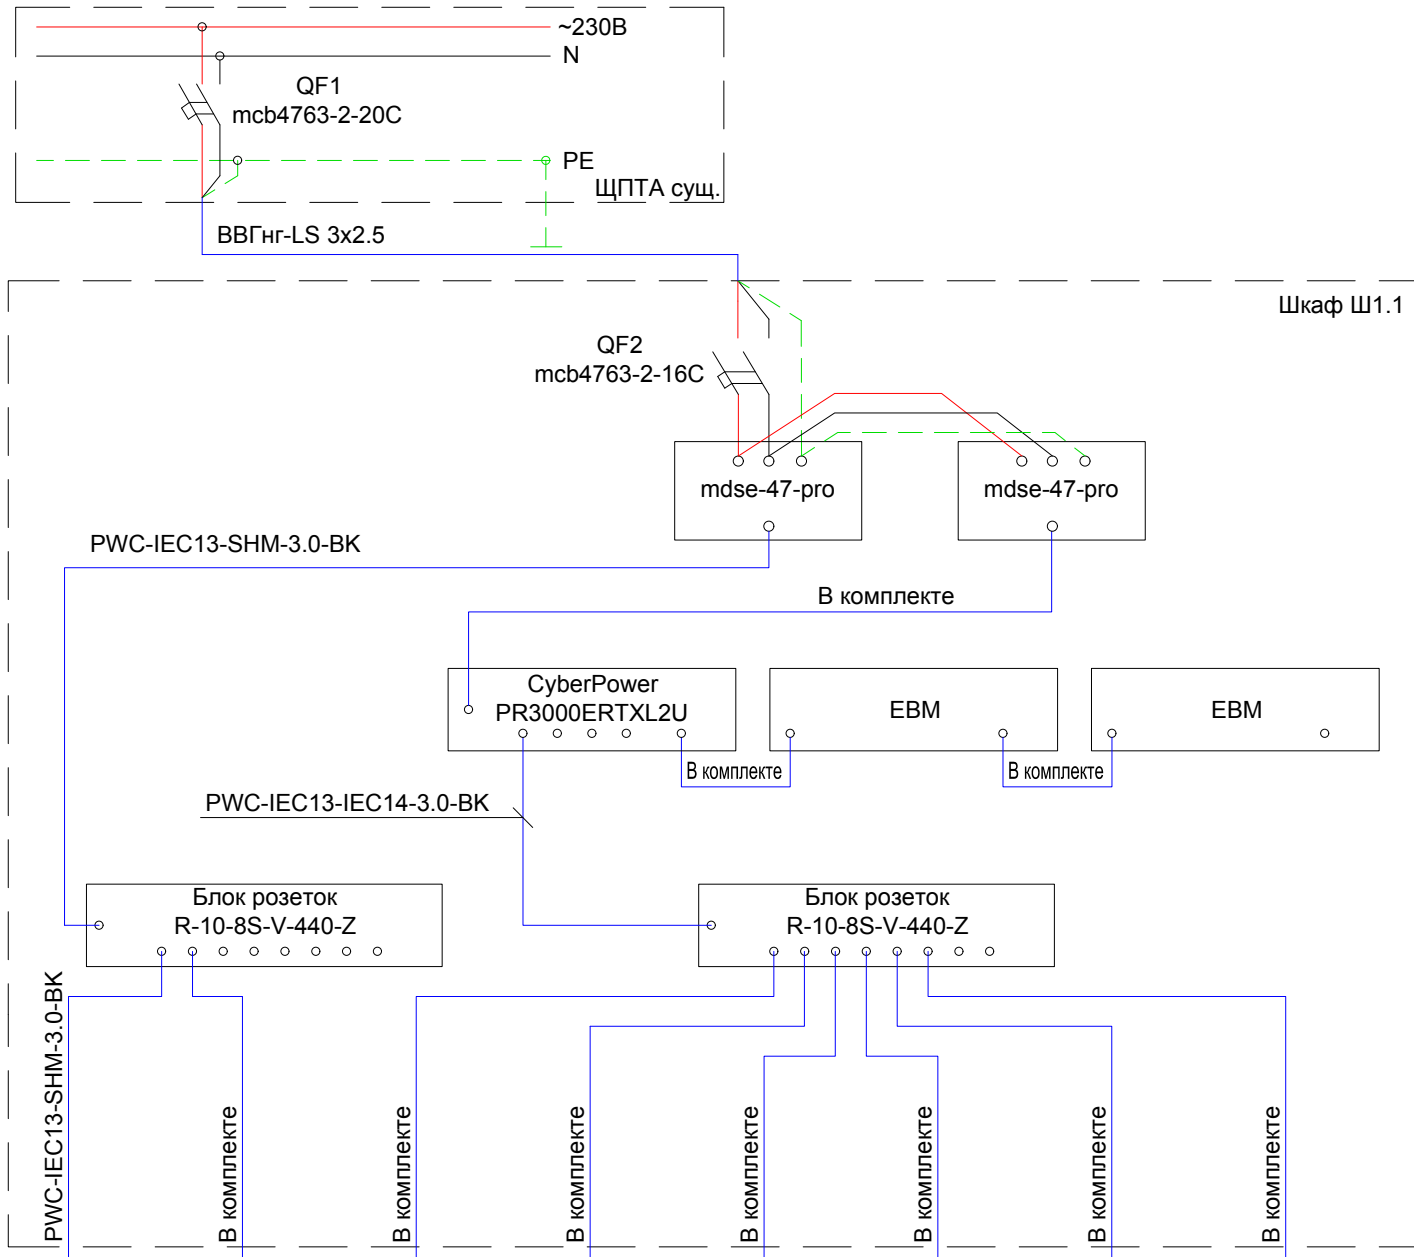 ~230В
N
QF1
mcb4763-2-20C
PE
ЩПТА сущ.
ВВГнг-LS 3x2.5
Шкаф Ш1.1
QF2
mcb4763-2-16C
mdse-47-pro
mdse-47-pro
PWC-IEC13-SHM-3.0-BK
В комплекте
CyberPower
PR3000ERTXL2U
EBM
EBM
В комплекте
В комплекте
PWC-IEC13-IEC14-3.0-BK
Блок розеток
R-10-8S-V-440-Z
Блок розеток
R-10-8S-V-440-Z
PWC-IEC13-SHM-3.0-BK
В комплекте
В комплекте
В комплекте
В комплекте
В комплекте
В комплекте
В комплекте